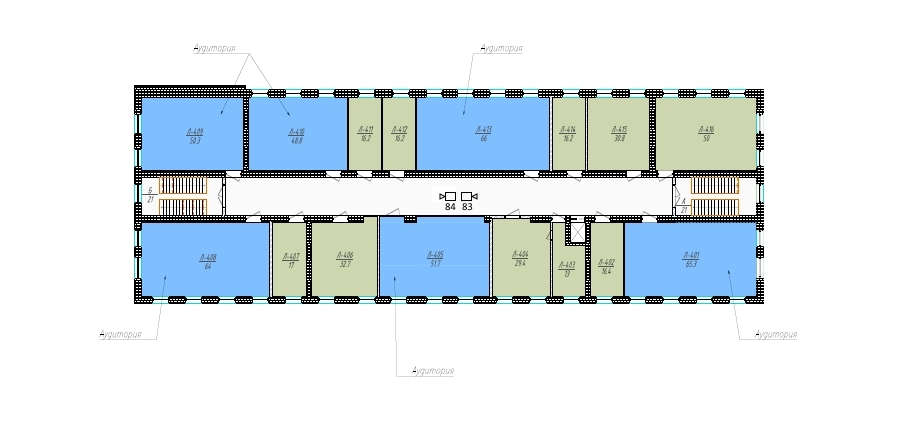 Аудитория
Аудитория
Л-409
50.3
Л-410
48.8
Л-411
16.2
Л-412
16.2
Л-413
66
Л-414
16.2
Л-415
30.8
Л-416
50
Б
21
84 83
А
21
Л-408
64
Л-407
17
Л-406
32.7
Л-405
51.7
Л-404
29.4
Л-403
13
Л-402
16.4
Л-401
65.3
Аудитория
Аудитория
Аудитория